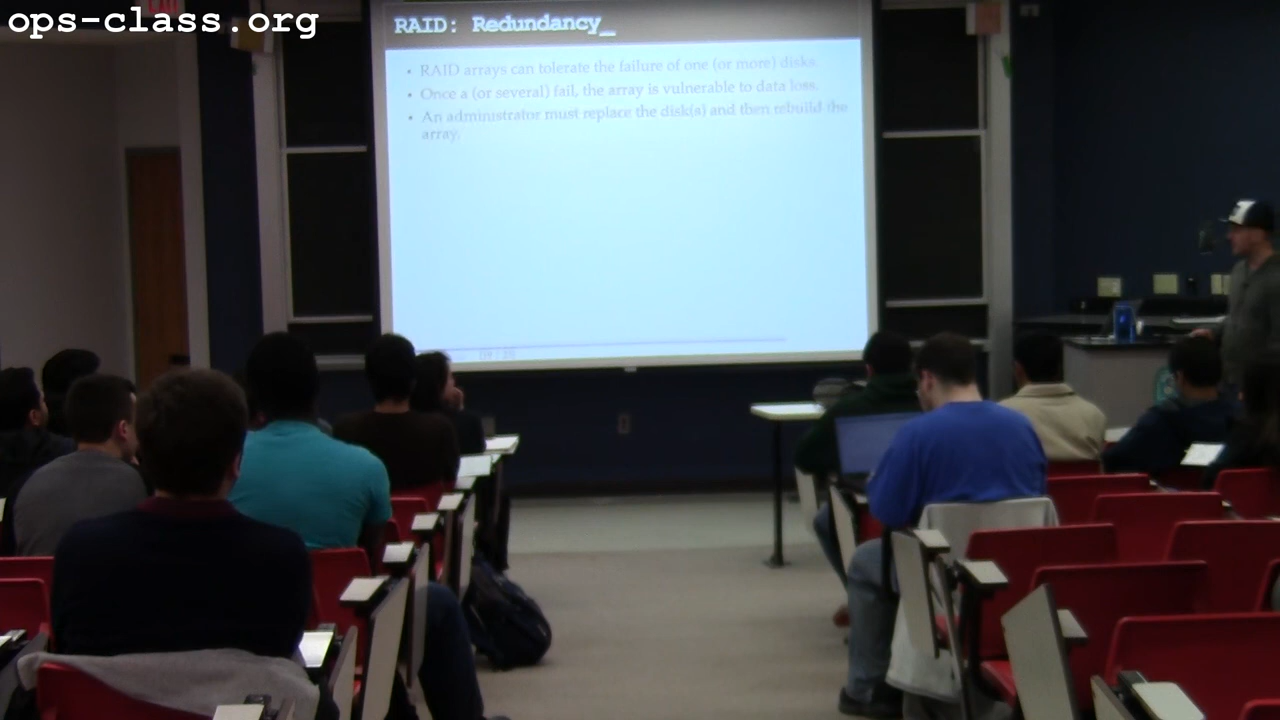 EXIT
ops-class.org
RAID: Redundancy_
• RAID arrays can tolerate the failure of one (or more) disks.
• Once a (or several) fail, the array is vulnerable to data loss.
• An administrator must replace the disk(s) and then rebuild the
array.